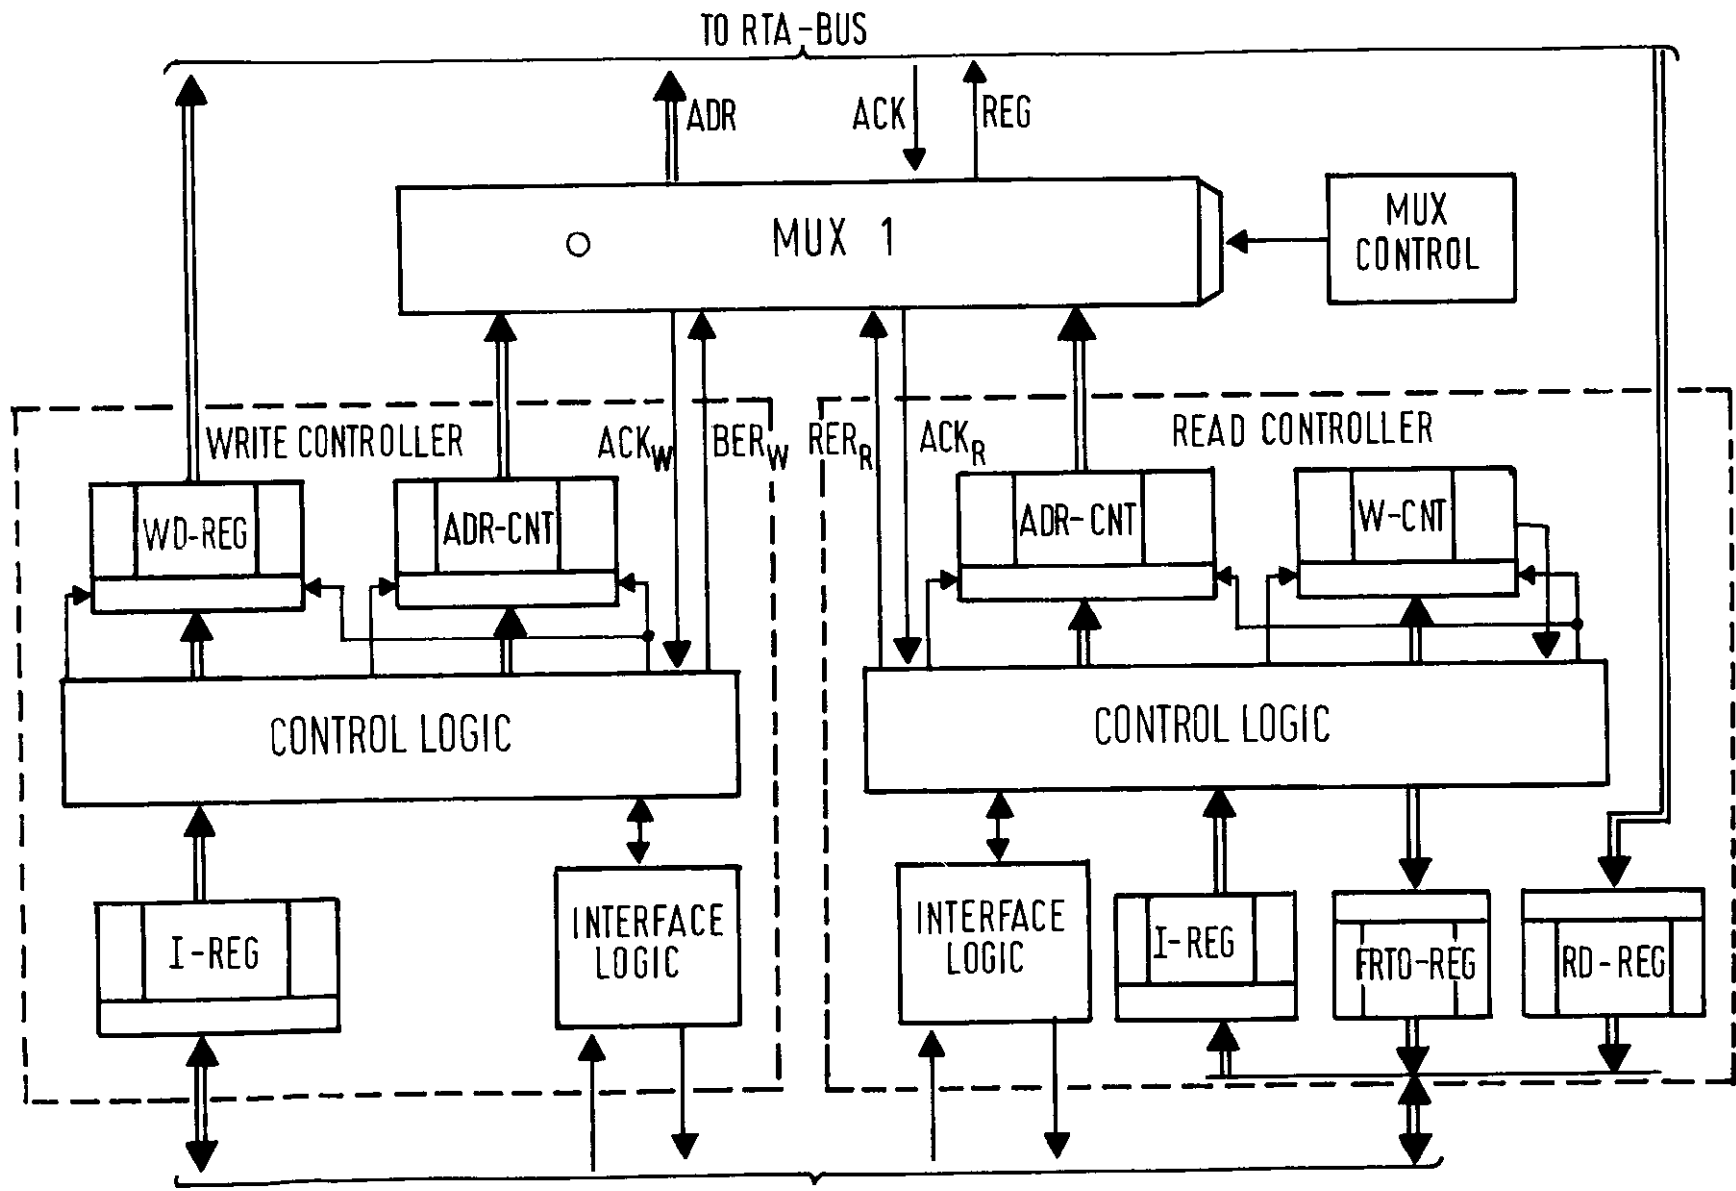 TO RTA-BUS
ADR
ACK
REG
MUX 1
MUX
CONTROL
WRITE CONTROLLER
ACKW
BERW
RERR
ACKR
READ CONTROLLER
WD-REG
ADR-CNT
ADR-CNT
W-CNT
CONTROL LOGIC
CONTROL LOGIC
I-REG
INTERFACE
LOGIC
INTERFACE
LOGIC
I-REG
FRTO-REG
RD-REG